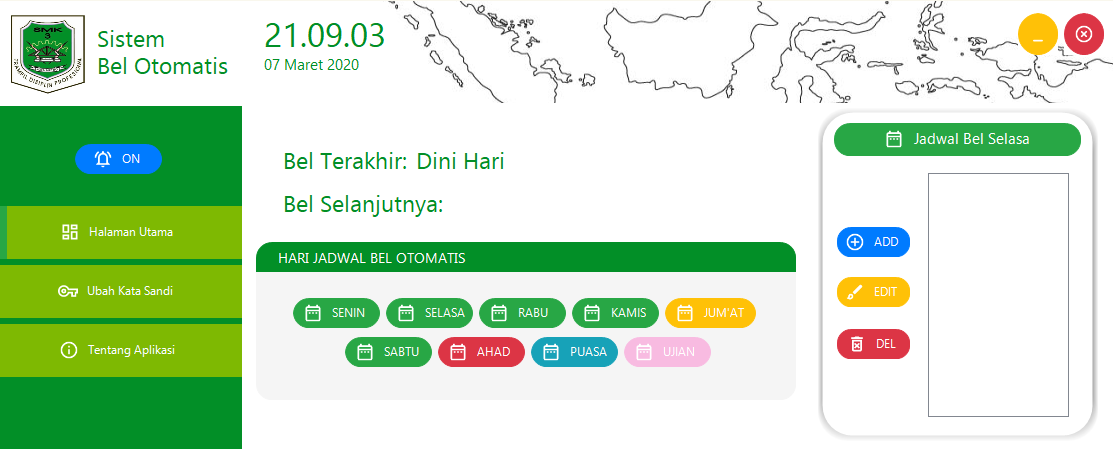 SMK
3
TRAMPIL DISIPLIN PROFESIONAL
Sistem
Bel Otomatis
21.09.03
07 Maret 2020
ON
Halaman Utama
Ubah Kata Sandi
Tentang Aplikasi
Bel Terakhir: Dini Hari
Bel Selanjutnya:
HARI JADWAL BEL OTOMATIS
SENIN SELASA RABU KAMIS JUM'AT
SABTU AHAD PUASA UJIAN
Jadwal Bel Selasa
ADD
EDIT
DEL